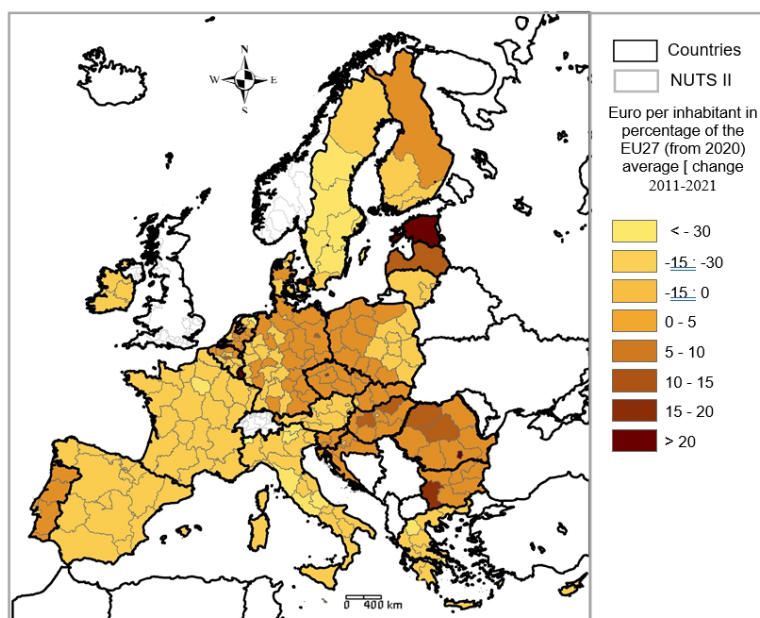 N
W E
S
0 400 km
Countries
NUTS II
Euro per inhabitant in
percentage of the
EU27 (from 2020)
average [ change
2011-2021
< - 30
-15 : -30
-15 : 0
0 - 5
5 - 10
10 - 15
15 - 20
> 20